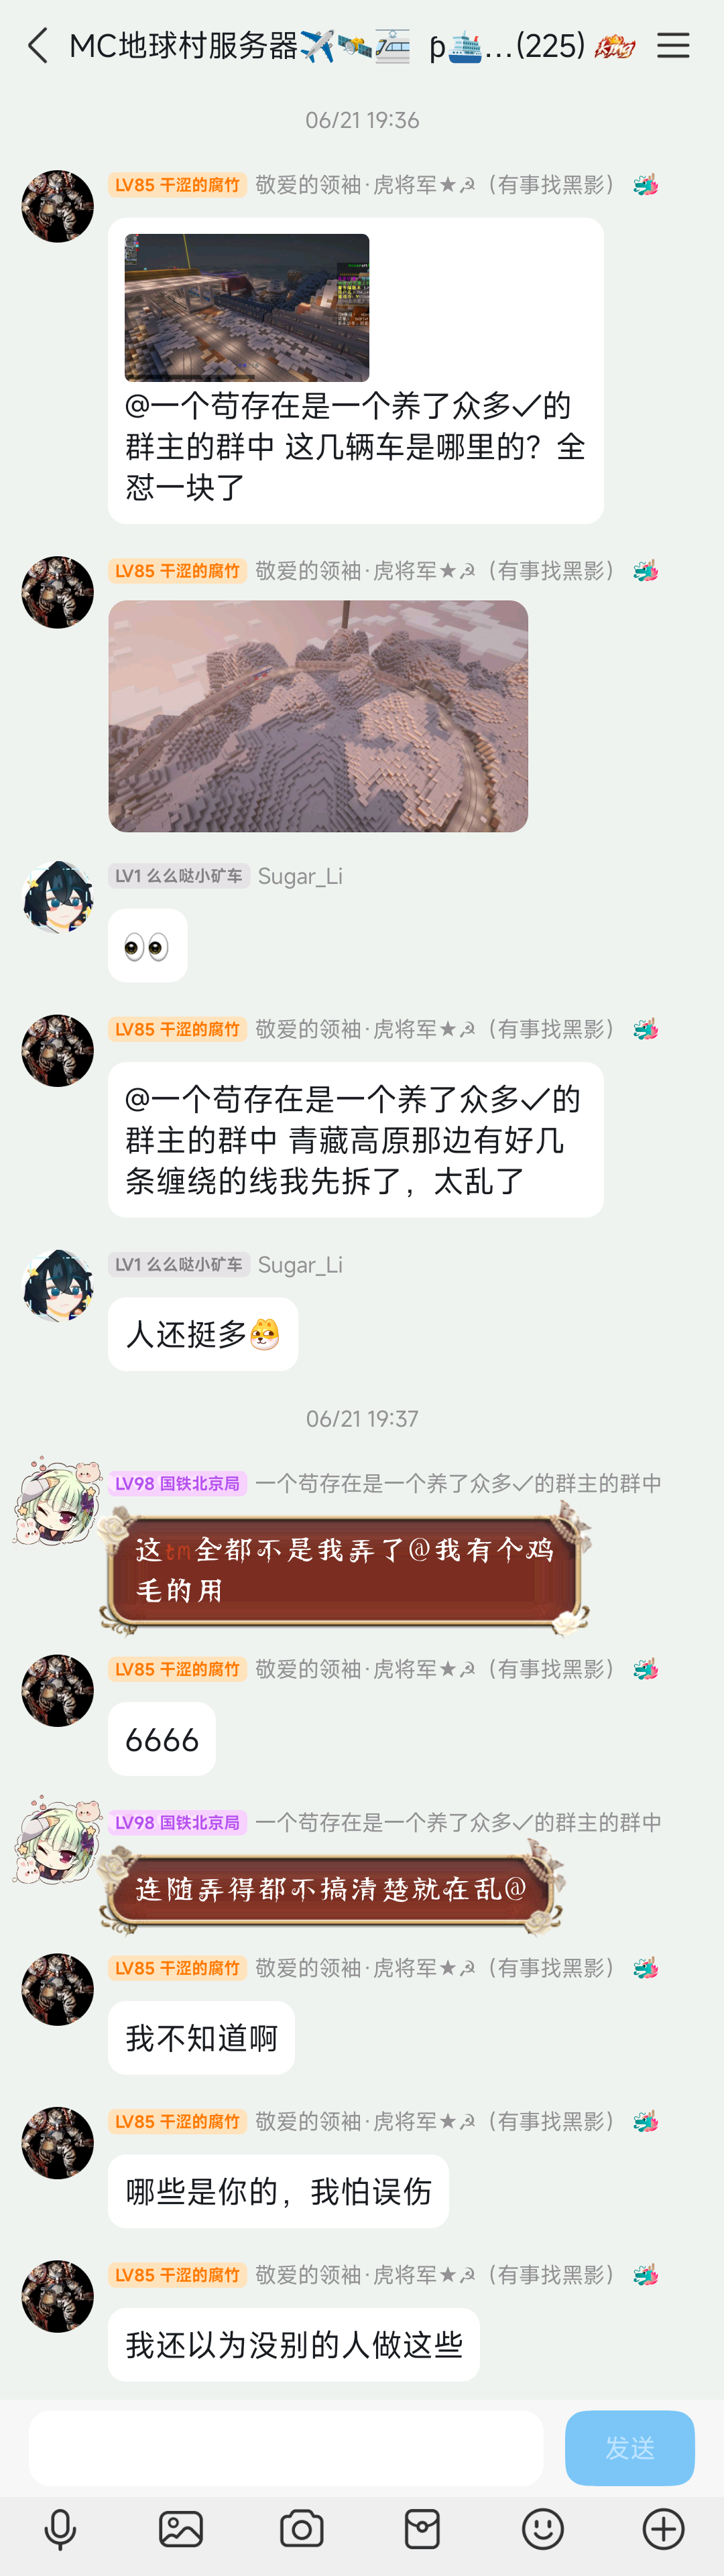 MC地球村服务器✈️🛰️🚈 ƥ🚢...(225)
06/21 19:36
LV85 干涩的腐竹 敬爱的领袖·虎将军★☭（有事找黑影）
@一个苟存在是一个养了众多✓的
群主的群中 这几辆车是哪里的？全
怼一块了
LV85 干涩的腐竹 敬爱的领袖·虎将军★☭（有事找黑影）
LV1 么么哒小矿车 Sugar_Li
👀
LV85 干涩的腐竹 敬爱的领袖·虎将军★☭（有事找黑影）
@一个苟存在是一个养了众多✓的
群主的群中 青藏高原那边有好几
条缠绕的线我先拆了，太乱了
LV1 么么哒小矿车 Sugar_Li
人还挺多
06/21 19:37
LV98 国铁北京局 一个苟存在是一个养了众多✓的群主的群中
这tm全都不是我弄了@我有个鸡
毛的用
LV85 干涩的腐竹 敬爱的领袖·虎将军★☭（有事找黑影）
6666
LV98 国铁北京局 一个苟存在是一个养了众多✓的群主的群中
连随弄得都不搞清楚就在乱@
LV85 干涩的腐竹 敬爱的领袖·虎将军★☭（有事找黑影）
我不知道啊
LV85 干涩的腐竹 敬爱的领袖·虎将军★☭（有事找黑影）
哪些是你的，我怕误伤
LV85 干涩的腐竹 敬爱的领袖·虎将军★☭（有事找黑影）
我还以为没别的人做这些
发送